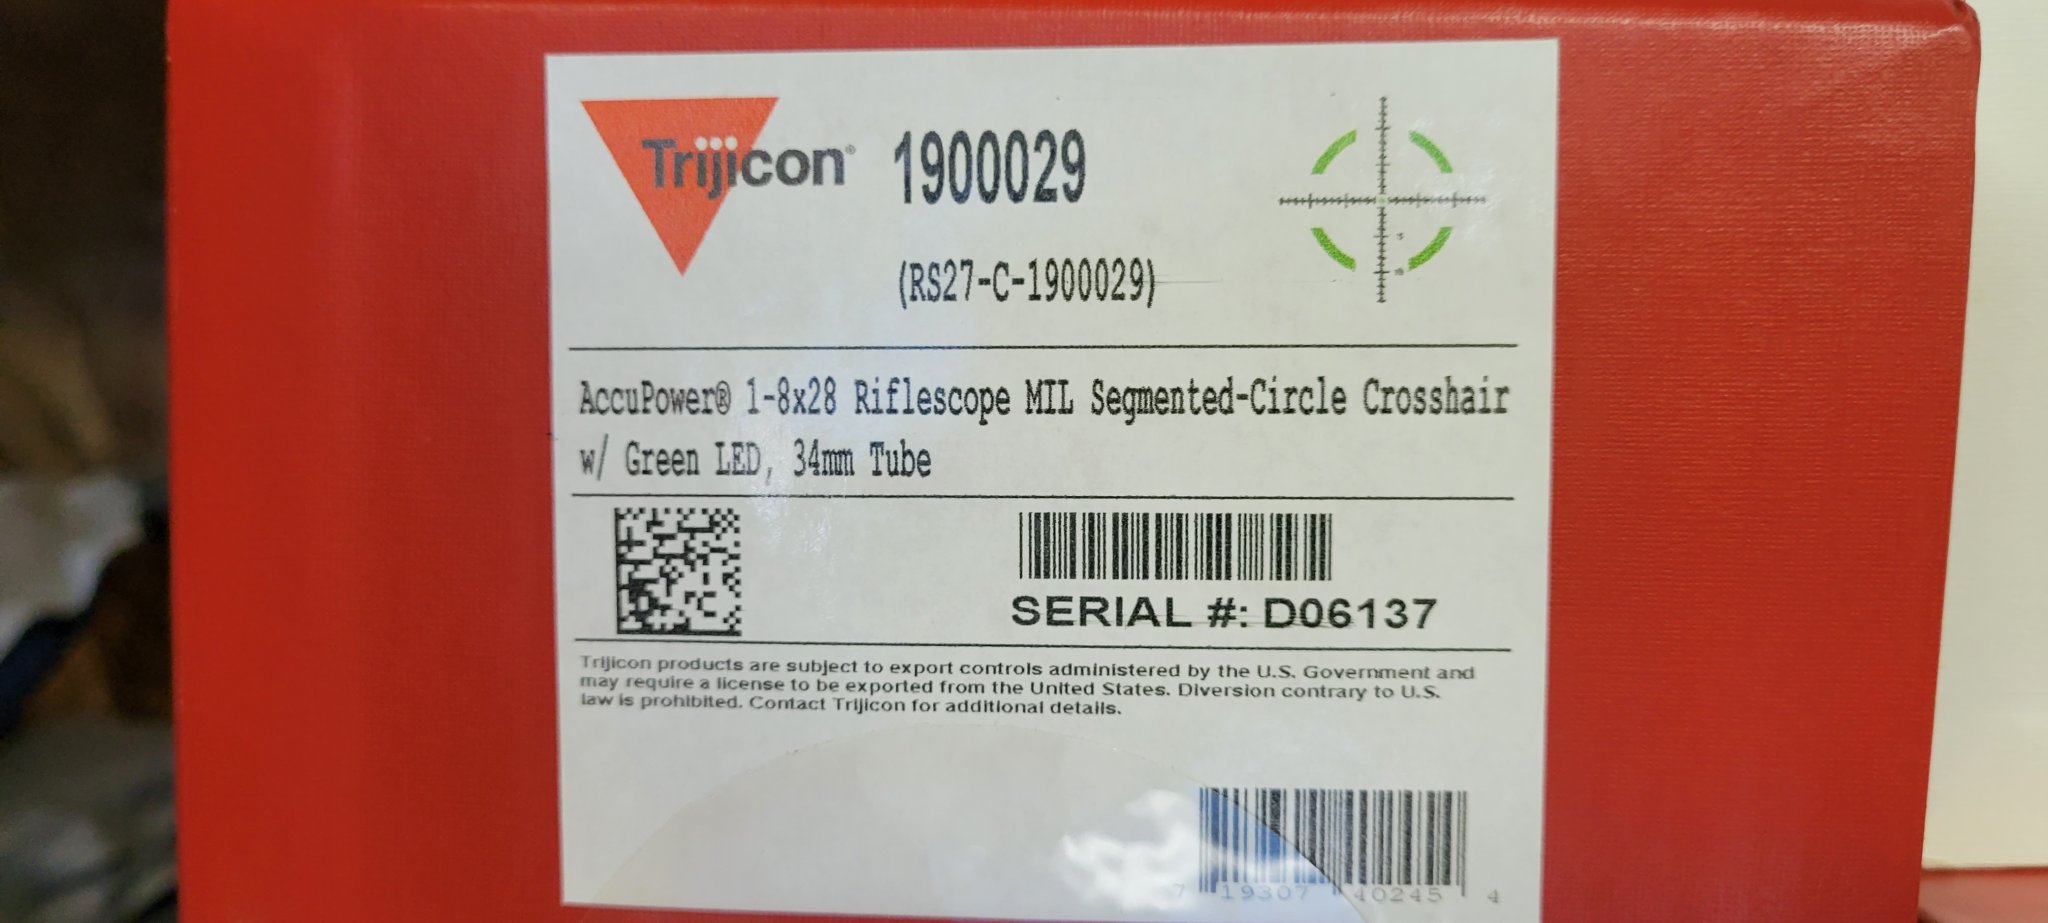 Trijicon® 1900029
(RS27-C-1900029)
AccuPower® 1-8x28 Riflescope MIL Segmented-Circle Crosshair
w/ Green LED, 34mm Tube
SERIAL #: D06137
Trijicon products are subject to export controls administered by the U.S. Government and
may require a license to be exported from the United States. Diversion contrary to U.S.
law is prohibited. Contact Trijicon for additional details.
7 19307 40245 4